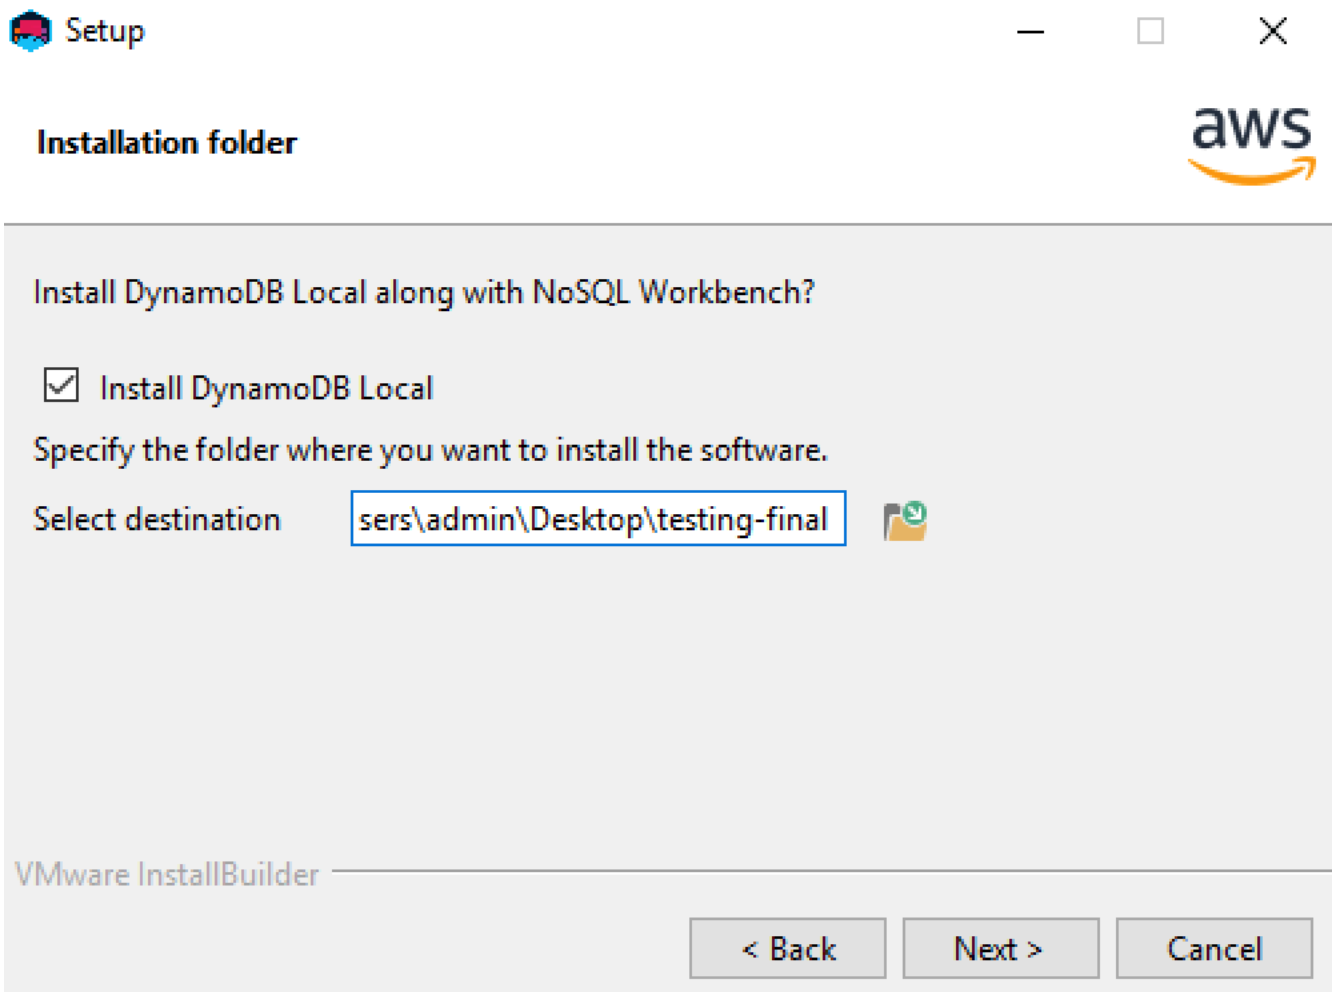 Setup
Installation folder
aws
Install DynamoDB Local along with NoSQL Workbench?
Install DynamoDB Local
Specify the folder where you want to install the software.
Select destination sers\admin\Desktop\testing-final
VMware InstallBuilder
< Back Next > Cancel